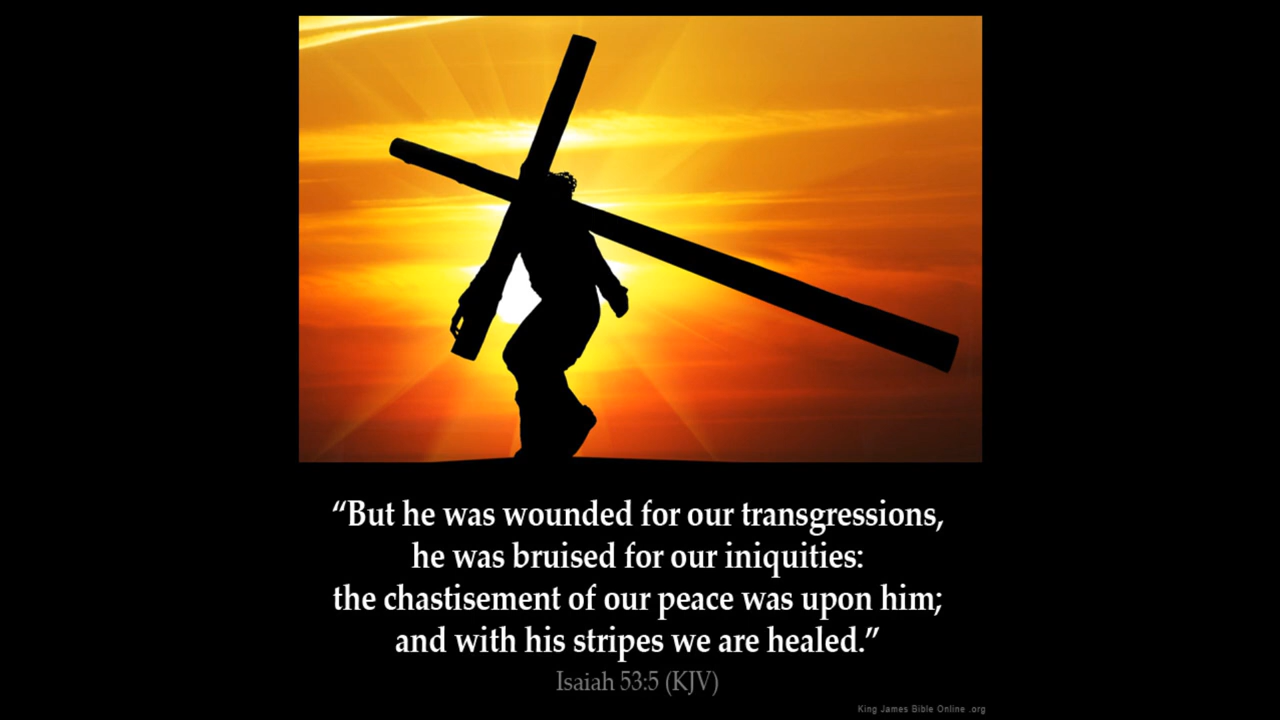 “But he was wounded for our transgressions,
he was bruised for our iniquities:
the chastisement of our peace was upon him;
and with his stripes we are healed.”
Isaiah 53:5 (KJV)
King James Bible Online .org